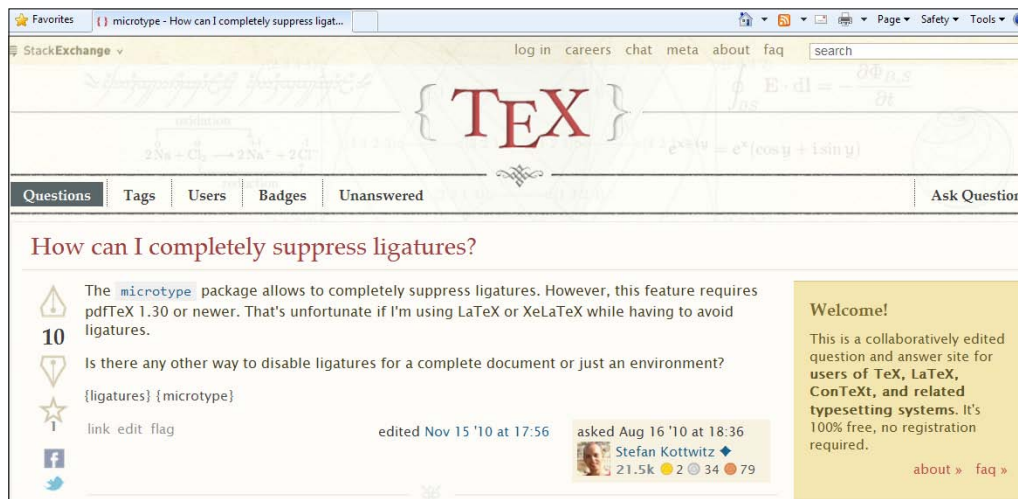 Favorites
{ } microtype - How can I completely suppress ligat...
Page Safety Tools
StackExchange
log in careers chat meta about faq
search
{TEX}
oxidation
E · dl = − ∂Φ / ∂t
= eˣ(cos y + i sin y)
Questions Tags Users Badges Unanswered Ask Question
How can I completely suppress ligatures?
The microtype package allows to completely suppress ligatures. However, this feature requires
pdfTeX 1.30 or newer. That's unfortunate if I'm using LaTeX or XeLaTeX while having to avoid
ligatures.
10
Is there any other way to disable ligatures for a complete document or just an environment?
{ligatures} {microtype}
1
link edit flag
edited Nov 15 '10 at 17:56
asked Aug 16 '10 at 18:36
Stefan Kottwitz
21.5k 2 34 79
Welcome!
This is a collaboratively edited
question and answer site for
users of TeX, LaTeX,
ConTeXt, and related
typesetting systems. It's
100% free, no registration
required.
about » faq »